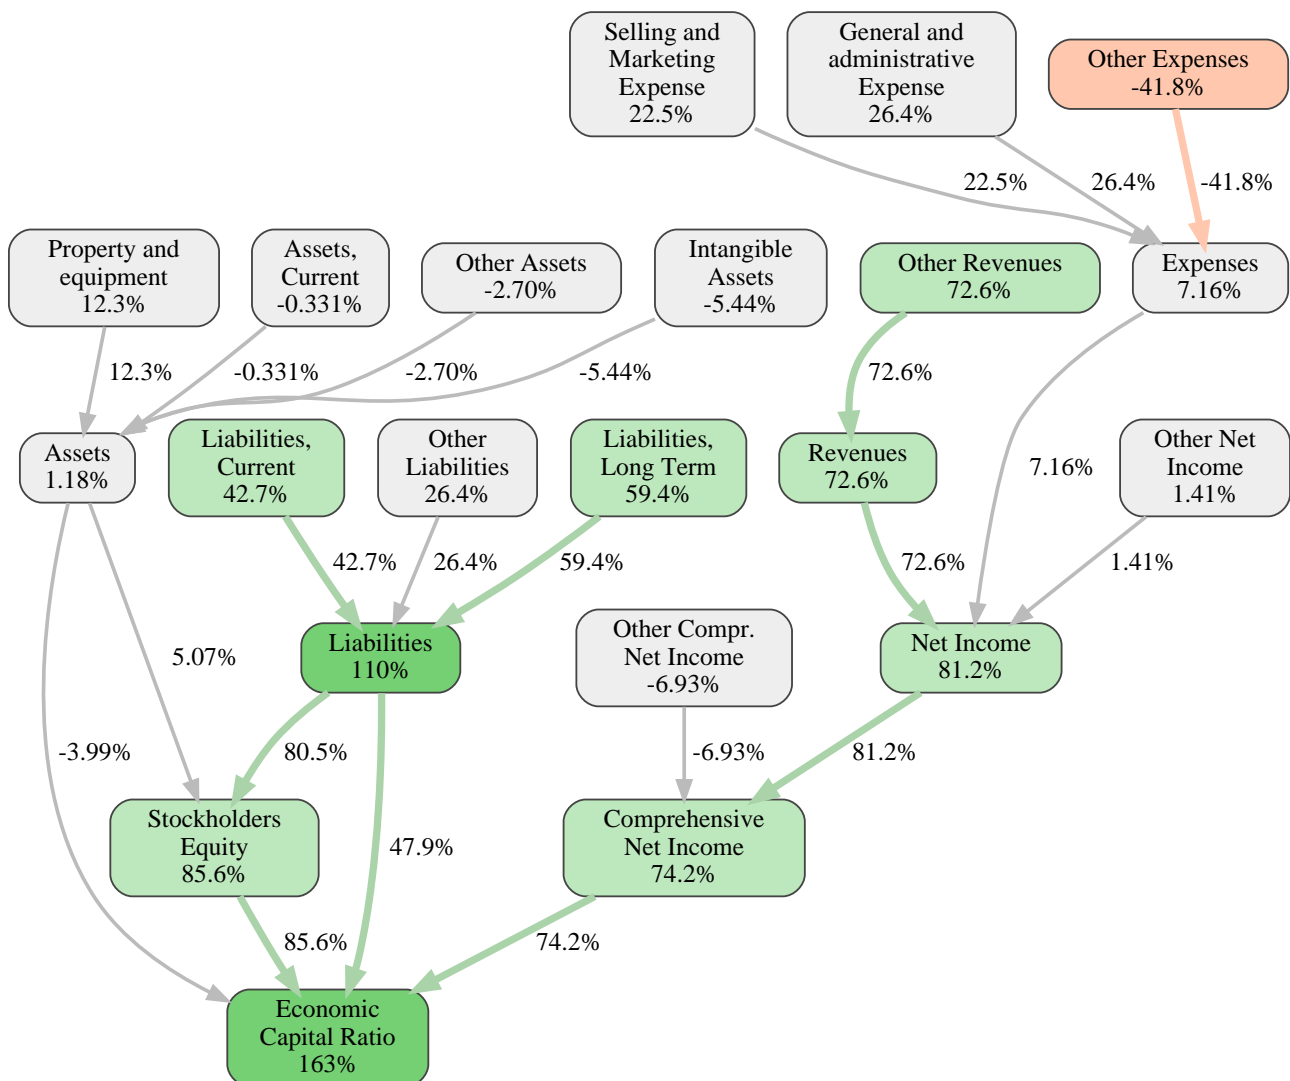 Selling and
Marketing
Expense
22.5%
General and
administrative
Expense
26.4%
Other Expenses
-41.8%
22.5%
26.4%
-41.8%
Property and
equipment
12.3%
Assets,
Current
-0.331%
Other Assets
-2.70%
Intangible
Assets
-5.44%
Other Revenues
72.6%
Expenses
7.16%
12.3%
-0.331%
-2.70%
-5.44%
72.6%
Assets
1.18%
Liabilities,
Current
42.7%
Other
Liabilities
26.4%
Liabilities,
Long Term
59.4%
Revenues
72.6%
7.16%
Other Net
Income
1.41%
42.7%
26.4%
59.4%
72.6%
1.41%
5.07%
Liabilities
110%
Other Compr.
Net Income
-6.93%
Net Income
81.2%
-3.99%
80.5%
-6.93%
81.2%
Stockholders
Equity
85.6%
47.9%
Comprehensive
Net Income
74.2%
85.6%
74.2%
Economic
Capital Ratio
163%